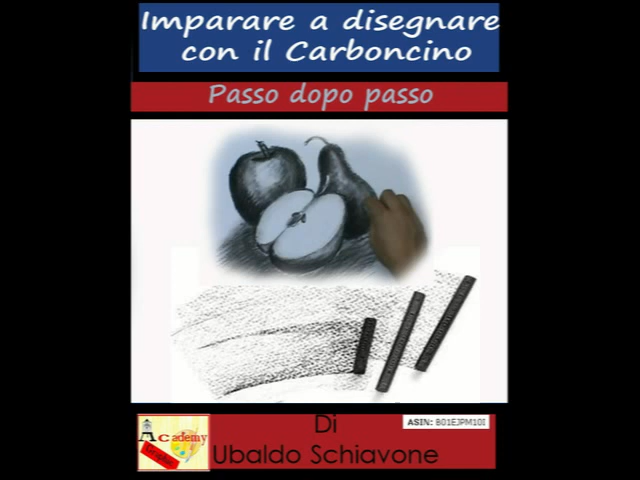 Imparare a disegnare
con il Carboncino
Passo dopo passo
Di
ASIN: B01EJPM10I
Academy
Ubaldo Schiavone